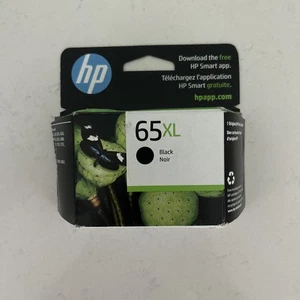 hp
Download the free
HP Smart app.
Téléchargez l'application
HP Smart gratuite.
hpapp.com
65XL
Black
Noir